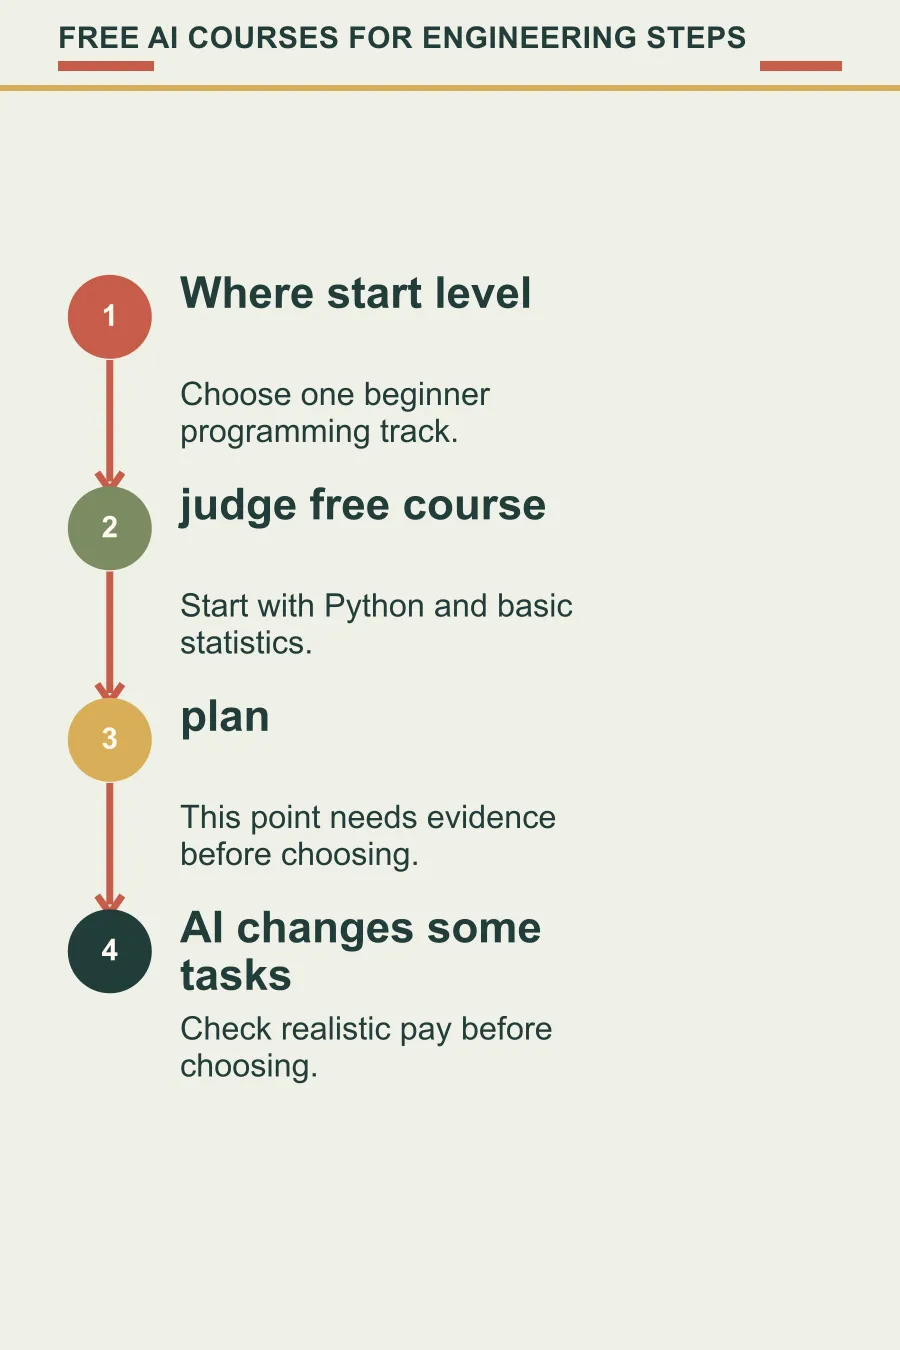 FREE AI COURSES FOR ENGINEERING STEPS
1
Where start level
Choose one beginner
programming track.
2
judge free course
Start with Python and basic
statistics.
3
plan
This point needs evidence
before choosing.
4
AI changes some
tasks
Check realistic pay before
choosing.